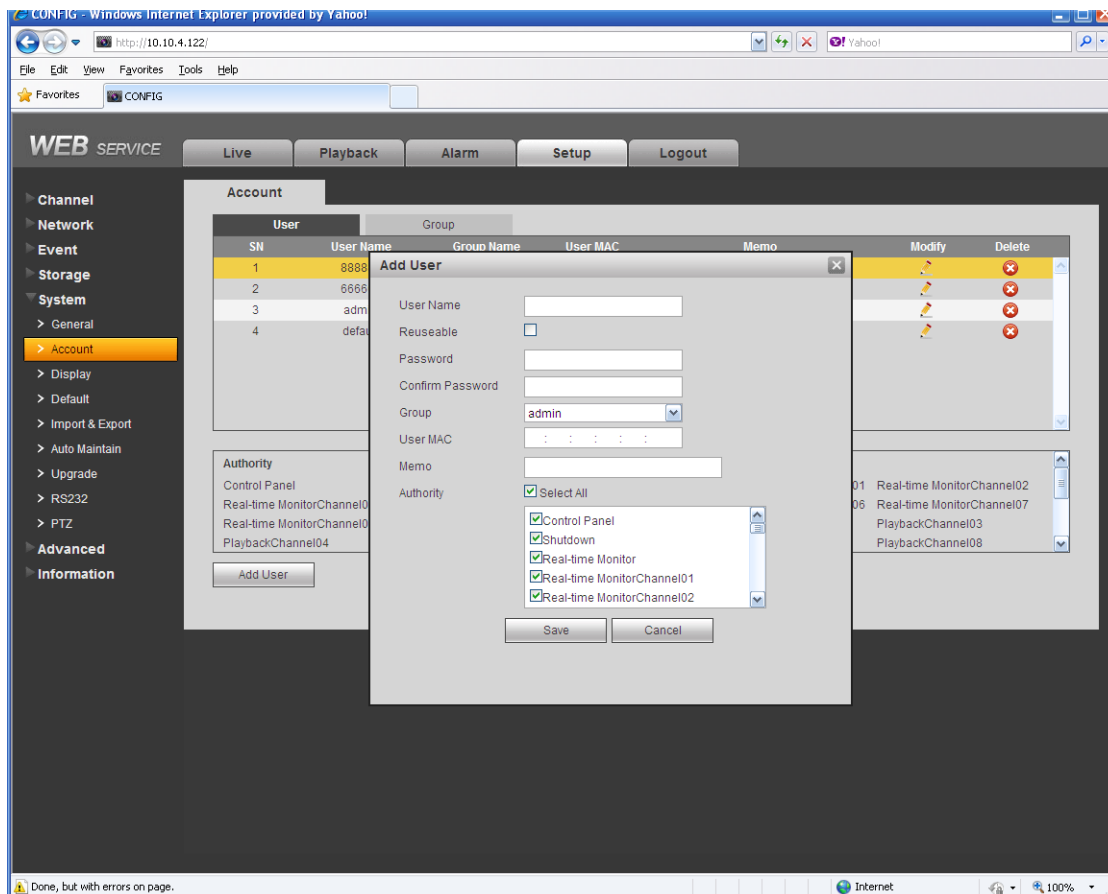 CONFIG - Windows Internet Explorer provided by Yahoo!
http://10.10.4.122/
Yahoo!
File Edit View Favorites Tools Help
Favorites CONFIG
WEB SERVICE
Live Playback Alarm Setup Logout
Channel
Network
Event
Storage
System
> General
> Account
> Display
> Default
> Import & Export
> Auto Maintain
> Upgrade
> RS232
> PTZ
Advanced
Information
Account
User Group
SN User Name Group Name User MAC Memo Modify Delete
1 8888
2 6666
3 adm
4 defau
Authority
Control Panel 01 Real-time MonitorChannel02
Real-time MonitorChannel0 06 Real-time MonitorChannel07
Real-time MonitorChannel0 PlaybackChannel03
PlaybackChannel04 PlaybackChannel08
Add User
Add User
User Name
Reuseable
Password
Confirm Password
Group admin
User MAC : : : : :
Memo
Authority Select All
Control Panel
Shutdown
Real-time Monitor
Real-time MonitorChannel01
Real-time MonitorChannel02
Save Cancel
Done, but with errors on page. Internet 100%